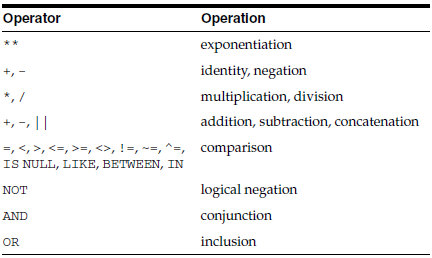 Operator Operation
** exponentiation
+, - identity, negation
*, / multiplication, division
+, -, || addition, subtraction, concatenation
=, <, >, <=, >=, <>, !=, ~=, ^=, comparison
IS NULL, LIKE, BETWEEN, IN
NOT logical negation
AND conjunction
OR inclusion